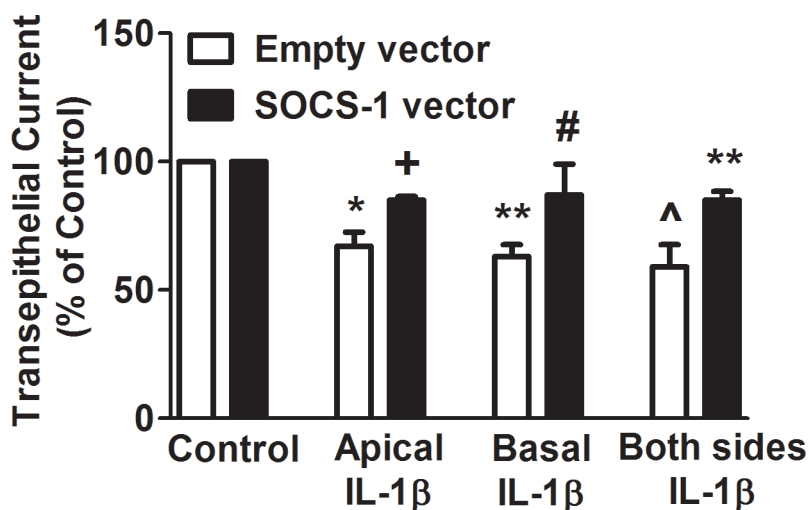 Transepithelial Current
(% of Control)
150
100
50
0
Empty vector
SOCS-1 vector
*
+
**
#
^
**
Control
Apical
IL-1β
Basal
IL-1β
Both sides
IL-1β